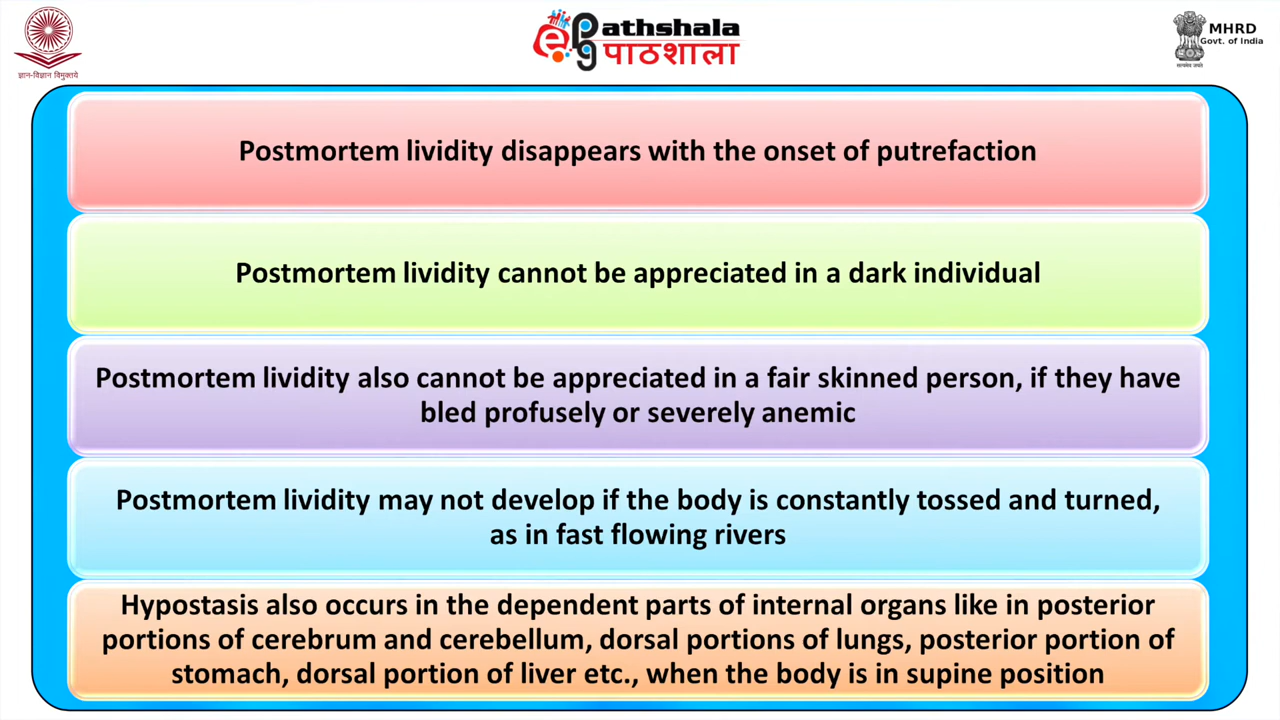 ज्ञान-विज्ञान विमुक्तये
epg
athshala
पाठशाला
MHRD
Govt. of India
सत्यमेव जयते
Postmortem lividity disappears with the onset of putrefaction
Postmortem lividity cannot be appreciated in a dark individual
Postmortem lividity also cannot be appreciated in a fair skinned person, if they have
bled profusely or severely anemic
Postmortem lividity may not develop if the body is constantly tossed and turned,
as in fast flowing rivers
Hypostasis also occurs in the dependent parts of internal organs like in posterior
portions of cerebrum and cerebellum, dorsal portions of lungs, posterior portion of
stomach, dorsal portion of liver etc., when the body is in supine position